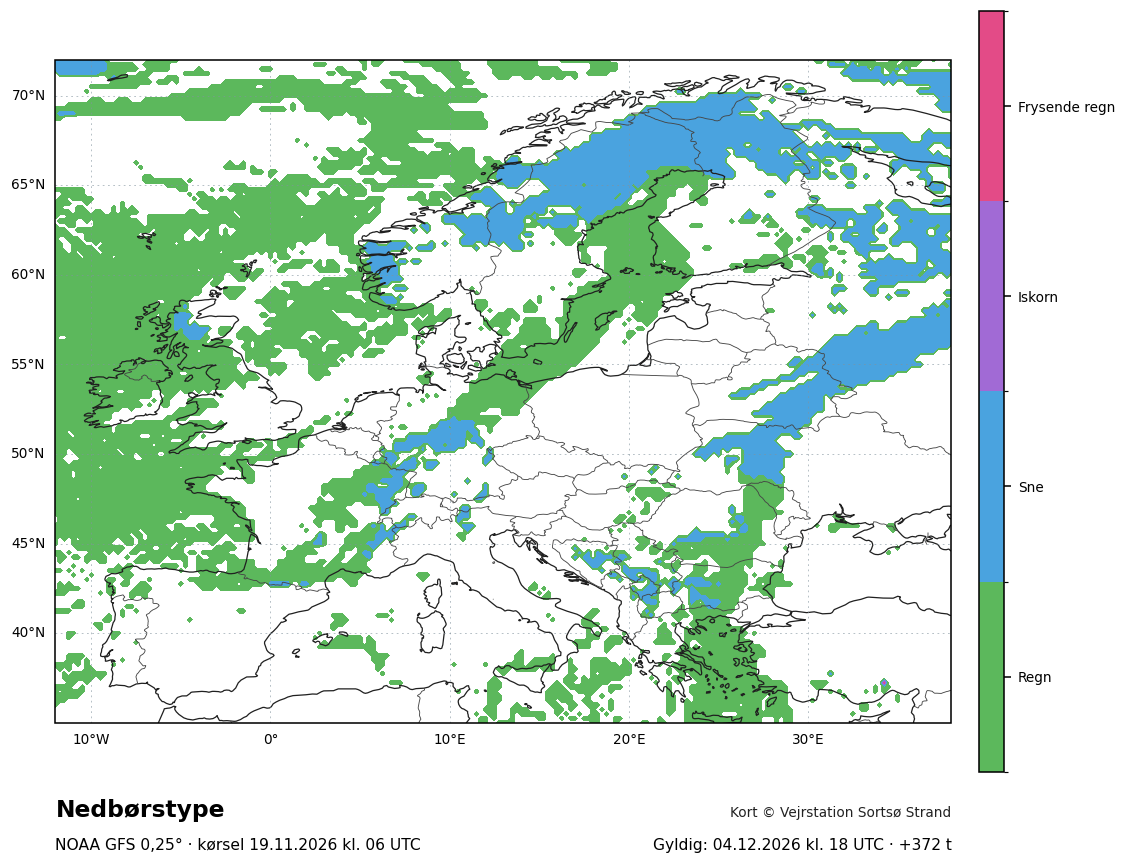 Frysende regn
Iskorn
Sne
Regn
70°N
65°N
60°N
55°N
50°N
45°N
40°N
10°W
0°
10°E
20°E
30°E
Nedbørstype
Kort © Vejrstation Sortsø Strand
NOAA GFS 0,25° · kørsel 19.11.2026 kl. 06 UTC
Gyldig: 04.12.2026 kl. 18 UTC · +372 t